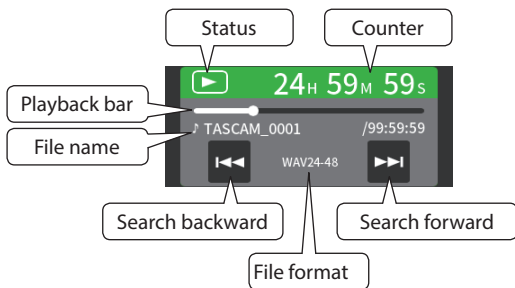 Status
Counter
24H 59M 59S
Playback bar
♪ TASCAM_0001 /99:59:59
File name
WAV24-48
Search backward
Search forward
File format